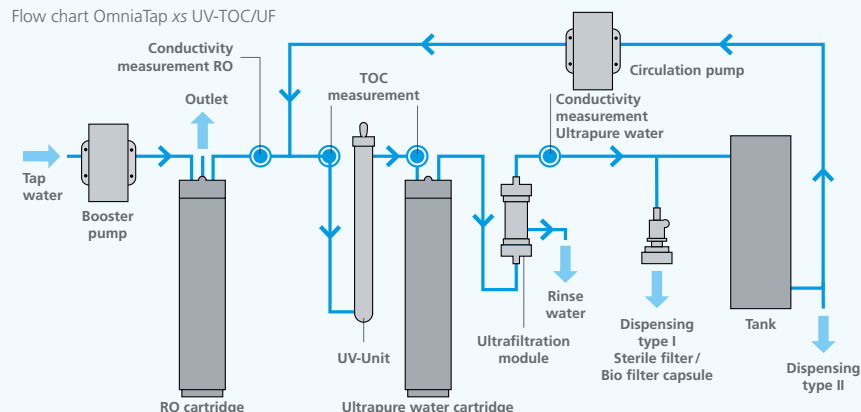 Flow chart OmniaTap xs UV-TOC/UF
Conductivity
measurement RO
TOC
measurement
Circulation pump
Outlet
Conductivity
measurement
Ultrapure water
Tap
water
Booster
pump
Rinse
water
UV-Unit
Ultrafiltration
module
Dispensing
type I
Sterile filter /
Bio filter capsule
Tank
Dispensing
type II
RO cartridge
Ultrapure water cartridge